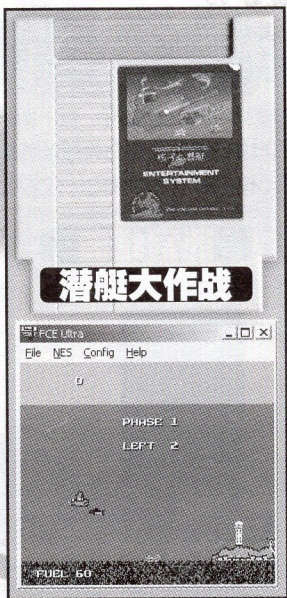 ENTERTAINMENT
SYSTEM
潜艇大作战
FCE Ultra
File NES Config Help
0
PHASE 1
LEFT 2
FUEL 60